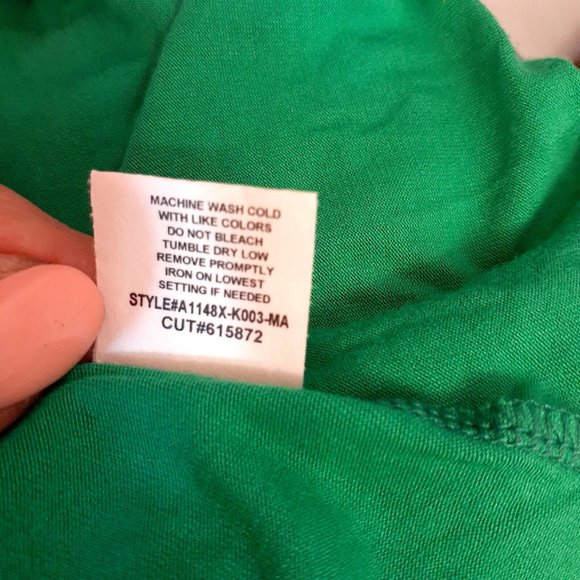 MACHINE WASH COLD
WITH LIKE COLORS
DO NOT BLEACH
TUMBLE DRY LOW
REMOVE PROMPTLY
IRON ON LOWEST
SETTING IF NEEDED
STYLE#A1148X-K003-MA
CUT#615872